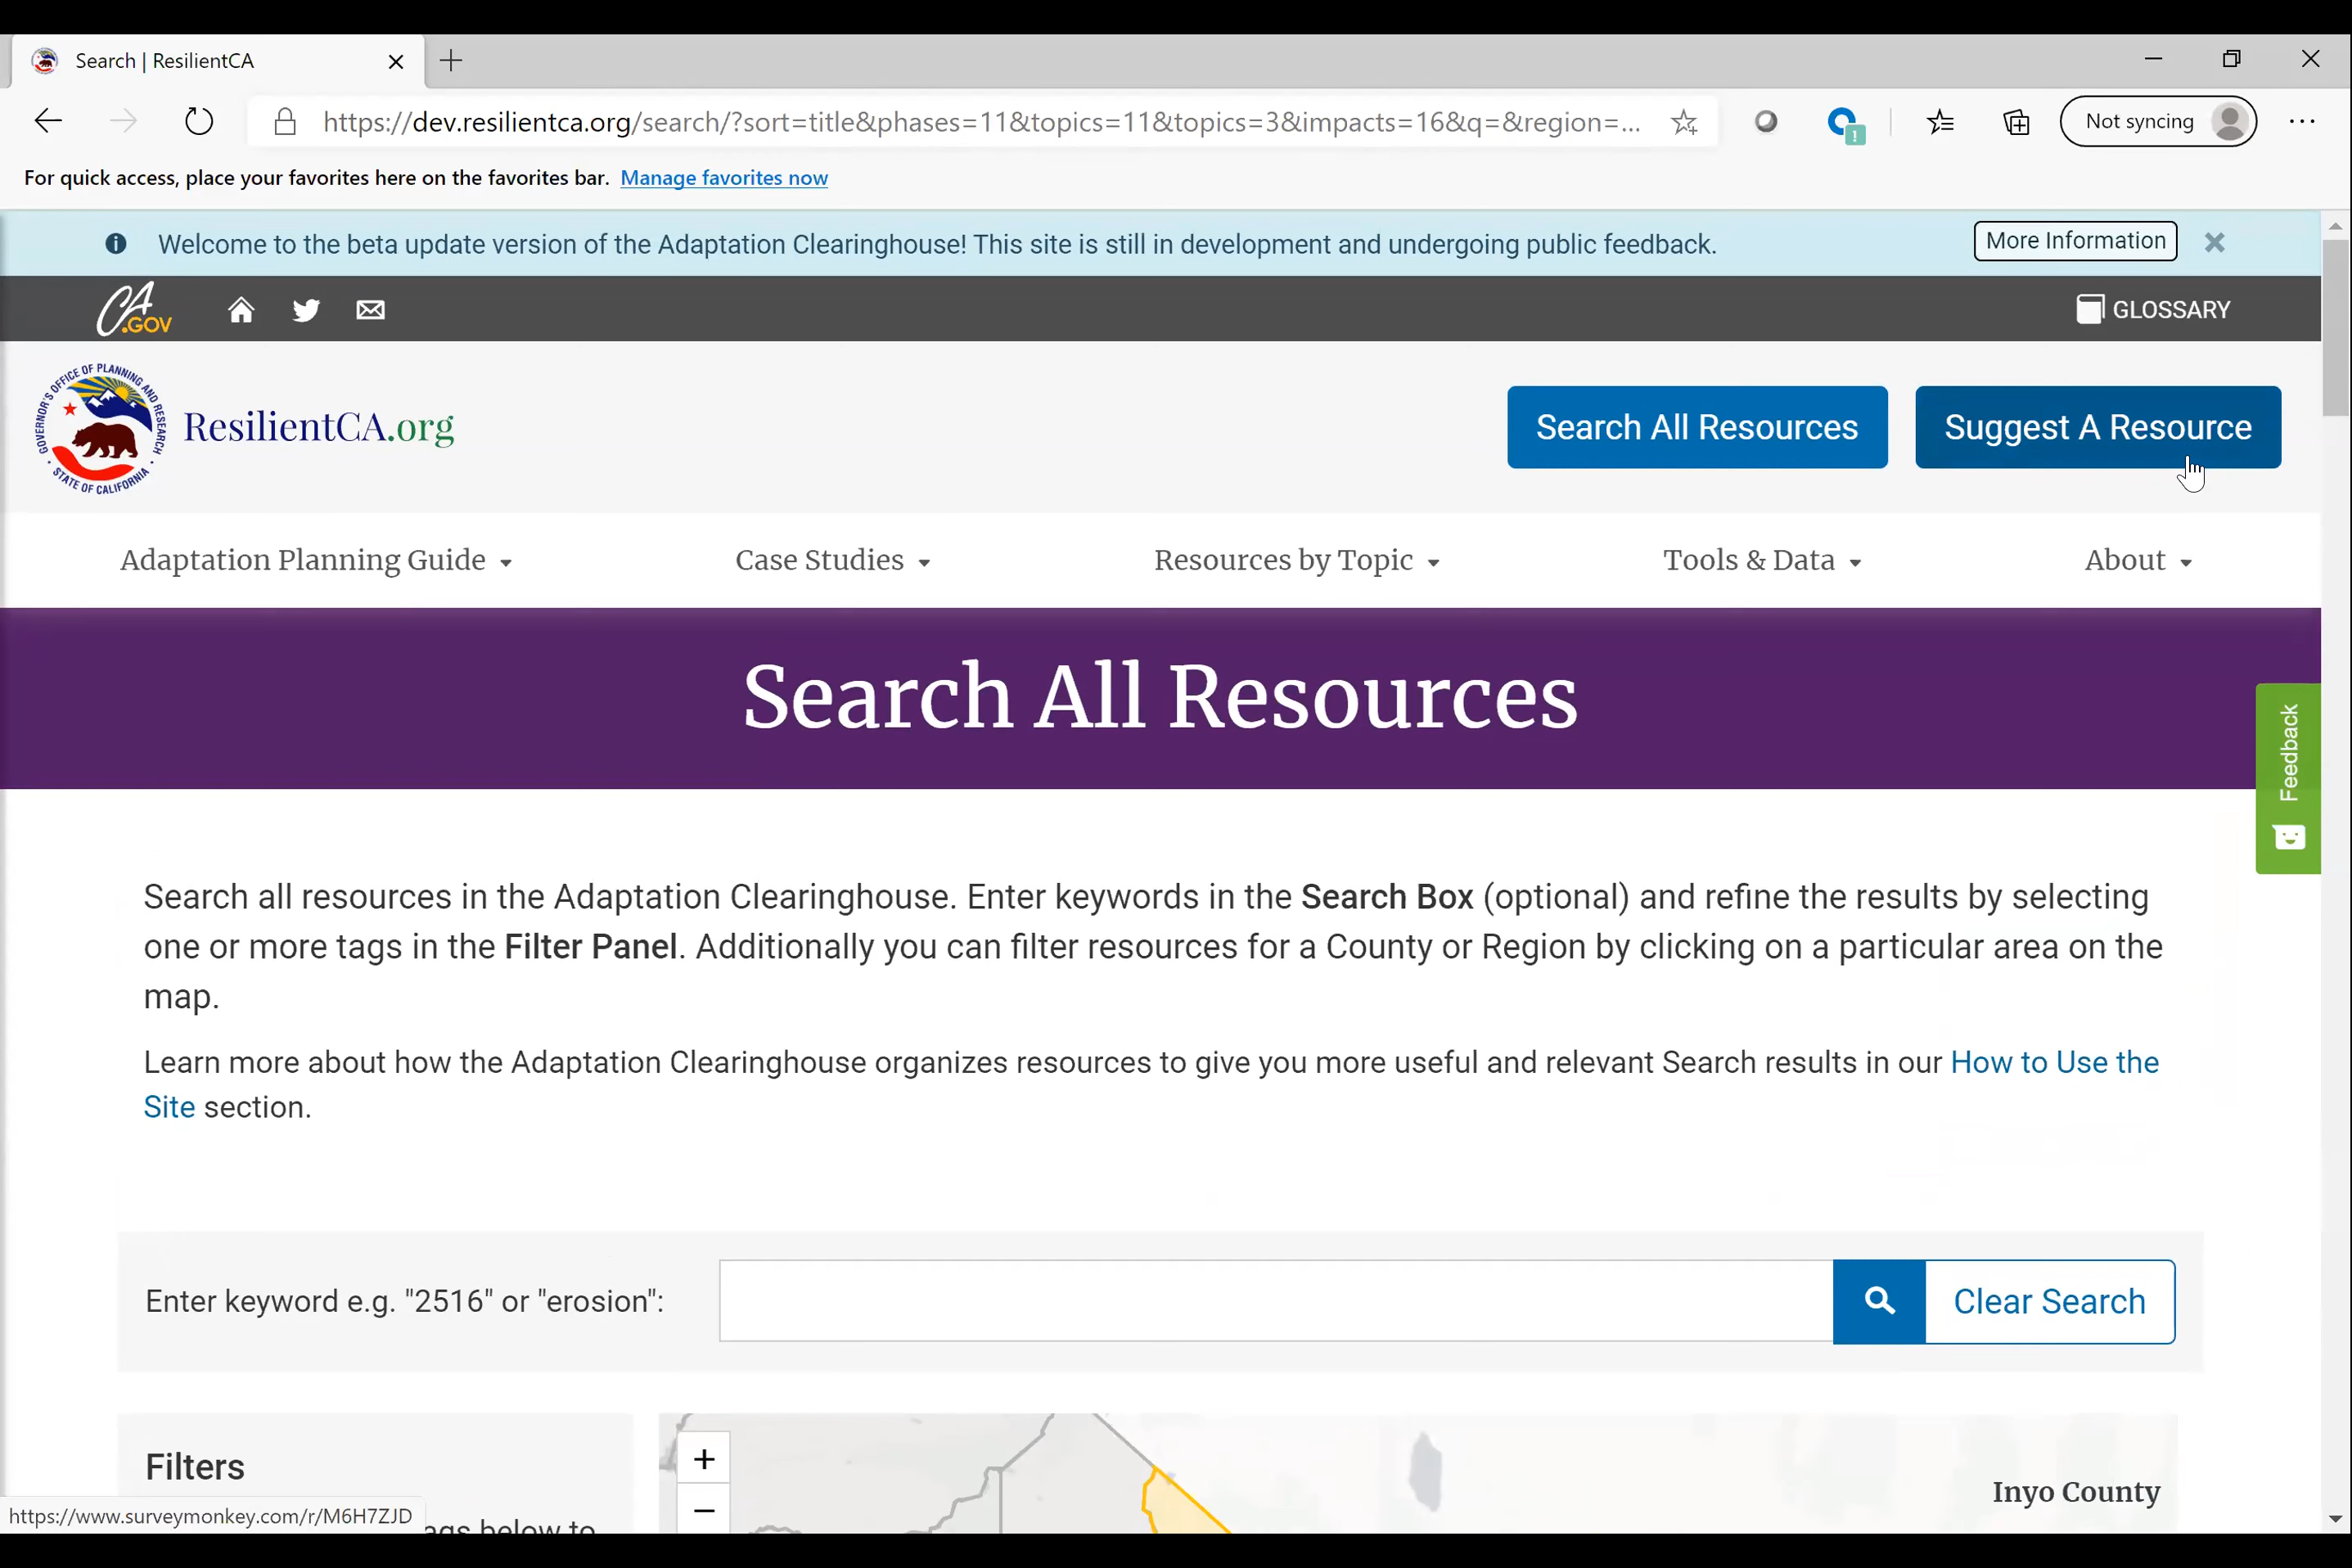 Search | ResilientCA
https://dev.resilientca.org/search/?sort=title&phases=11&topics=11&topics=3&impacts=16&q=&region=...
Not syncing
For quick access, place your favorites here on the favorites bar. Manage favorites now
Welcome to the beta update version of the Adaptation Clearinghouse! This site is still in development and undergoing public feedback.
More Information
CA.GOV
GLOSSARY
GOVERNOR'S OFFICE OF PLANNING AND RESEARCH
STATE OF CALIFORNIA
ResilientCA.org
Search All Resources
Suggest A Resource
Adaptation Planning Guide
Case Studies
Resources by Topic
Tools & Data
About
Search All Resources
Feedback
Search all resources in the Adaptation Clearinghouse. Enter keywords in the Search Box (optional) and refine the results by selecting
one or more tags in the Filter Panel. Additionally you can filter resources for a County or Region by clicking on a particular area on the
map.
Learn more about how the Adaptation Clearinghouse organizes resources to give you more useful and relevant Search results in our How to Use the
Site section.
Enter keyword e.g. "2516" or "erosion":
Clear Search
Filters
+
−
Inyo County
https://www.surveymonkey.com/r/M6H7ZJD
below to